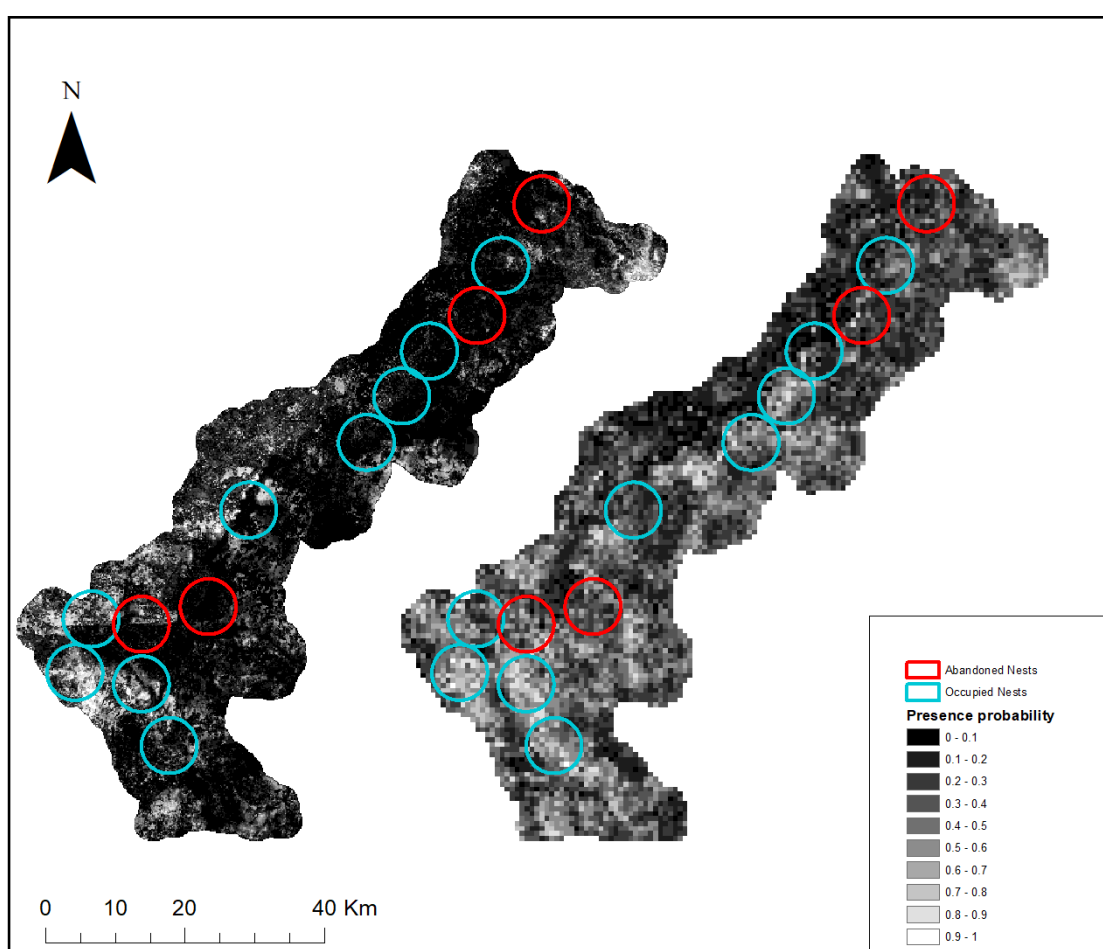 N
Abandoned Nests
Occupied Nests
Presence probability
0 - 0.1
0.1 - 0.2
0.2 - 0.3
0.3 - 0.4
0.4 - 0.5
0.5 - 0.6
0.6 - 0.7
0.7 - 0.8
0.8 - 0.9
0.9 - 1
0 10 20 40 Km